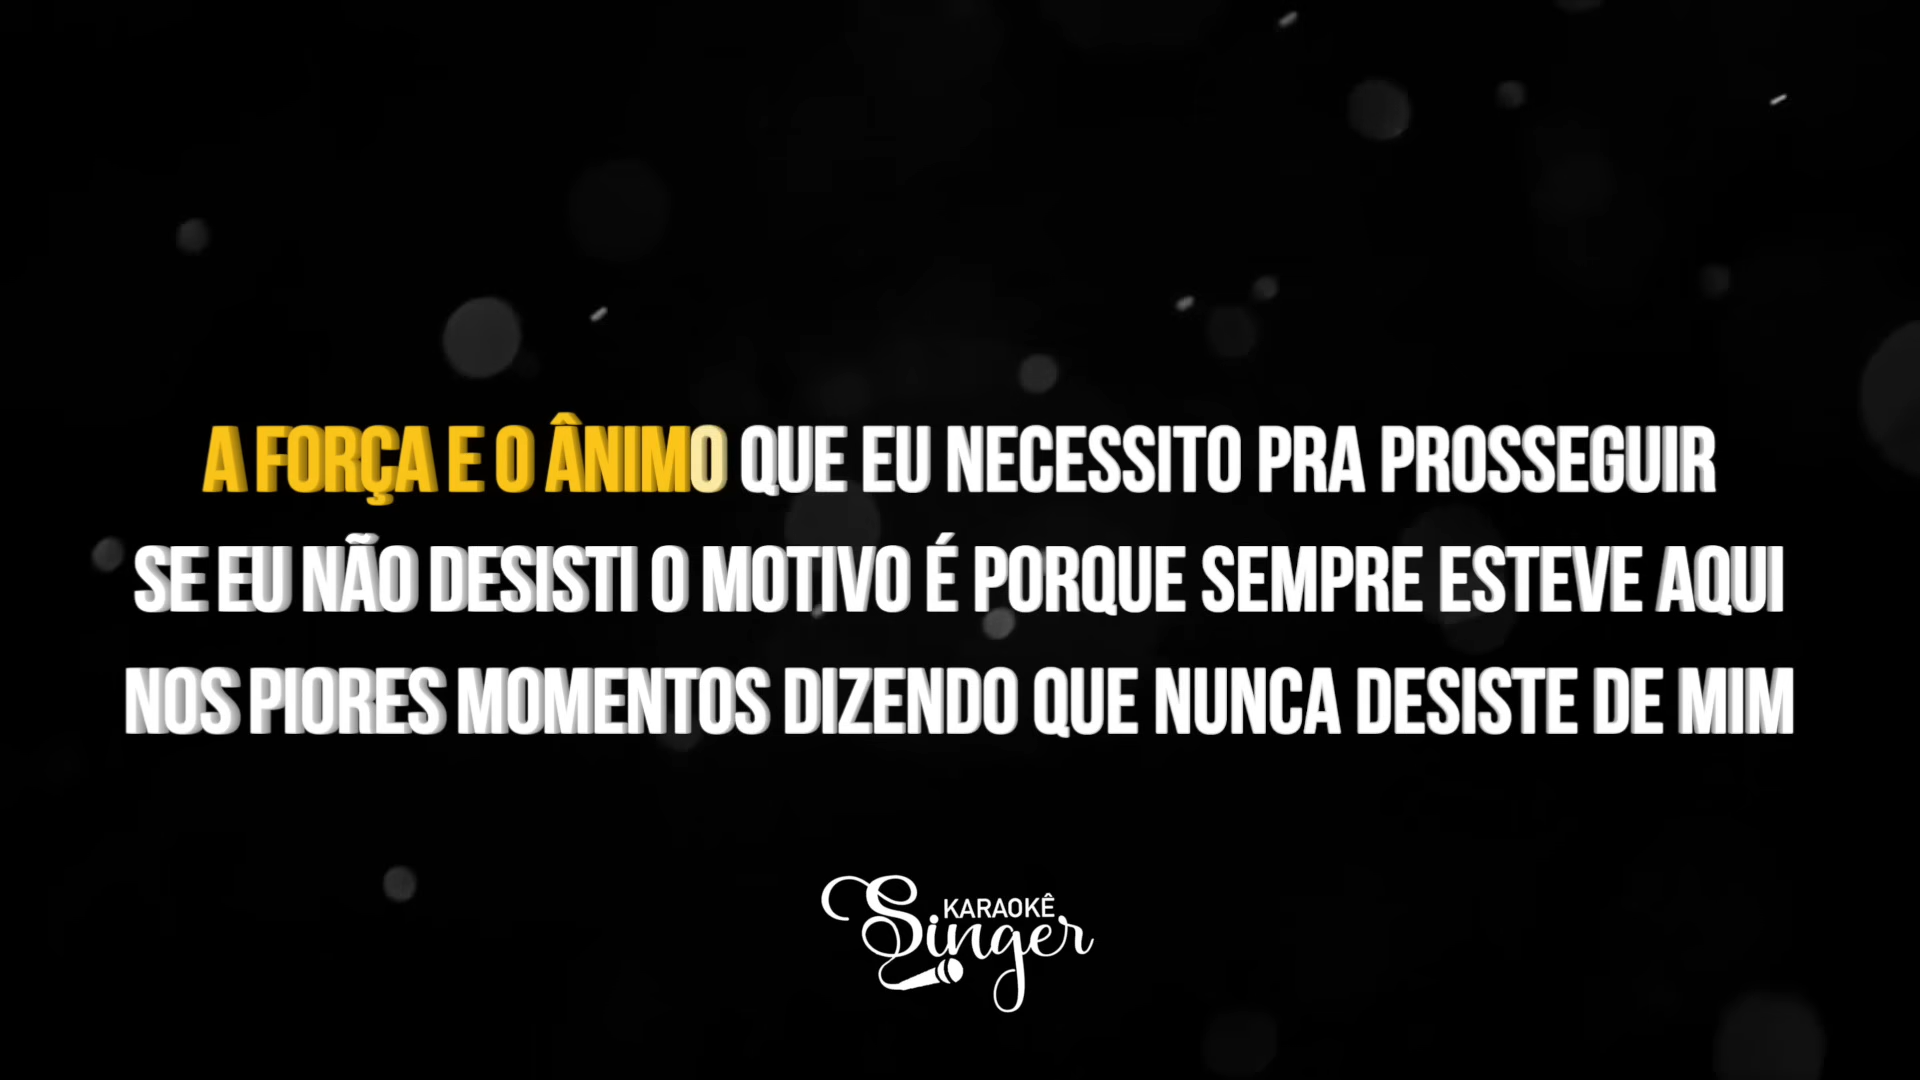 A FORÇA E O ÂNIMO QUE EU NECESSITO PRA PROSSEGUIR
SE EU NÃO DESISTI O MOTIVO É PORQUE SEMPRE ESTEVE AQUI
NOS PIORES MOMENTOS DIZENDO QUE NUNCA DESISTE DE MIM
KARAOKÊ
Singer